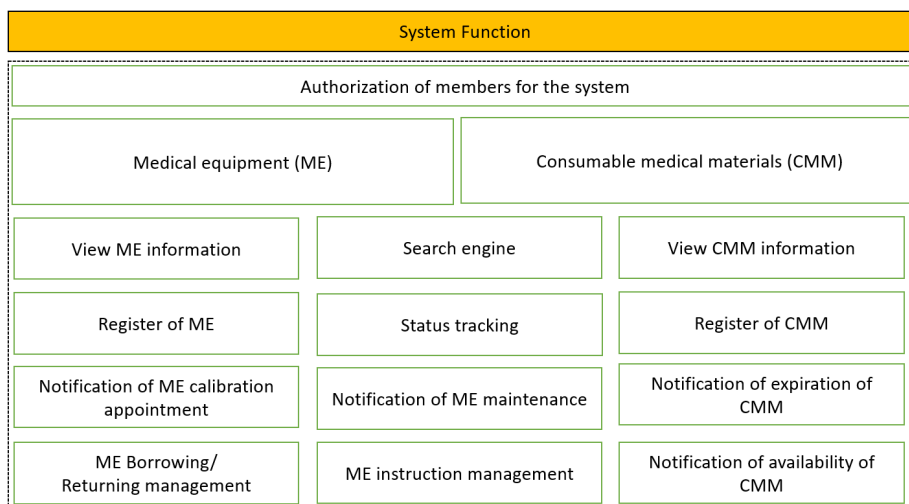 System Function
Authorization of members for the system
Medical equipment (ME)
Consumable medical materials (CMM)
View ME information
Search engine
View CMM information
Register of ME
Status tracking
Register of CMM
Notification of ME calibration
appointment
Notification of ME maintenance
Notification of expiration of
CMM
ME Borrowing/
Returning management
ME instruction management
Notification of availability of
CMM